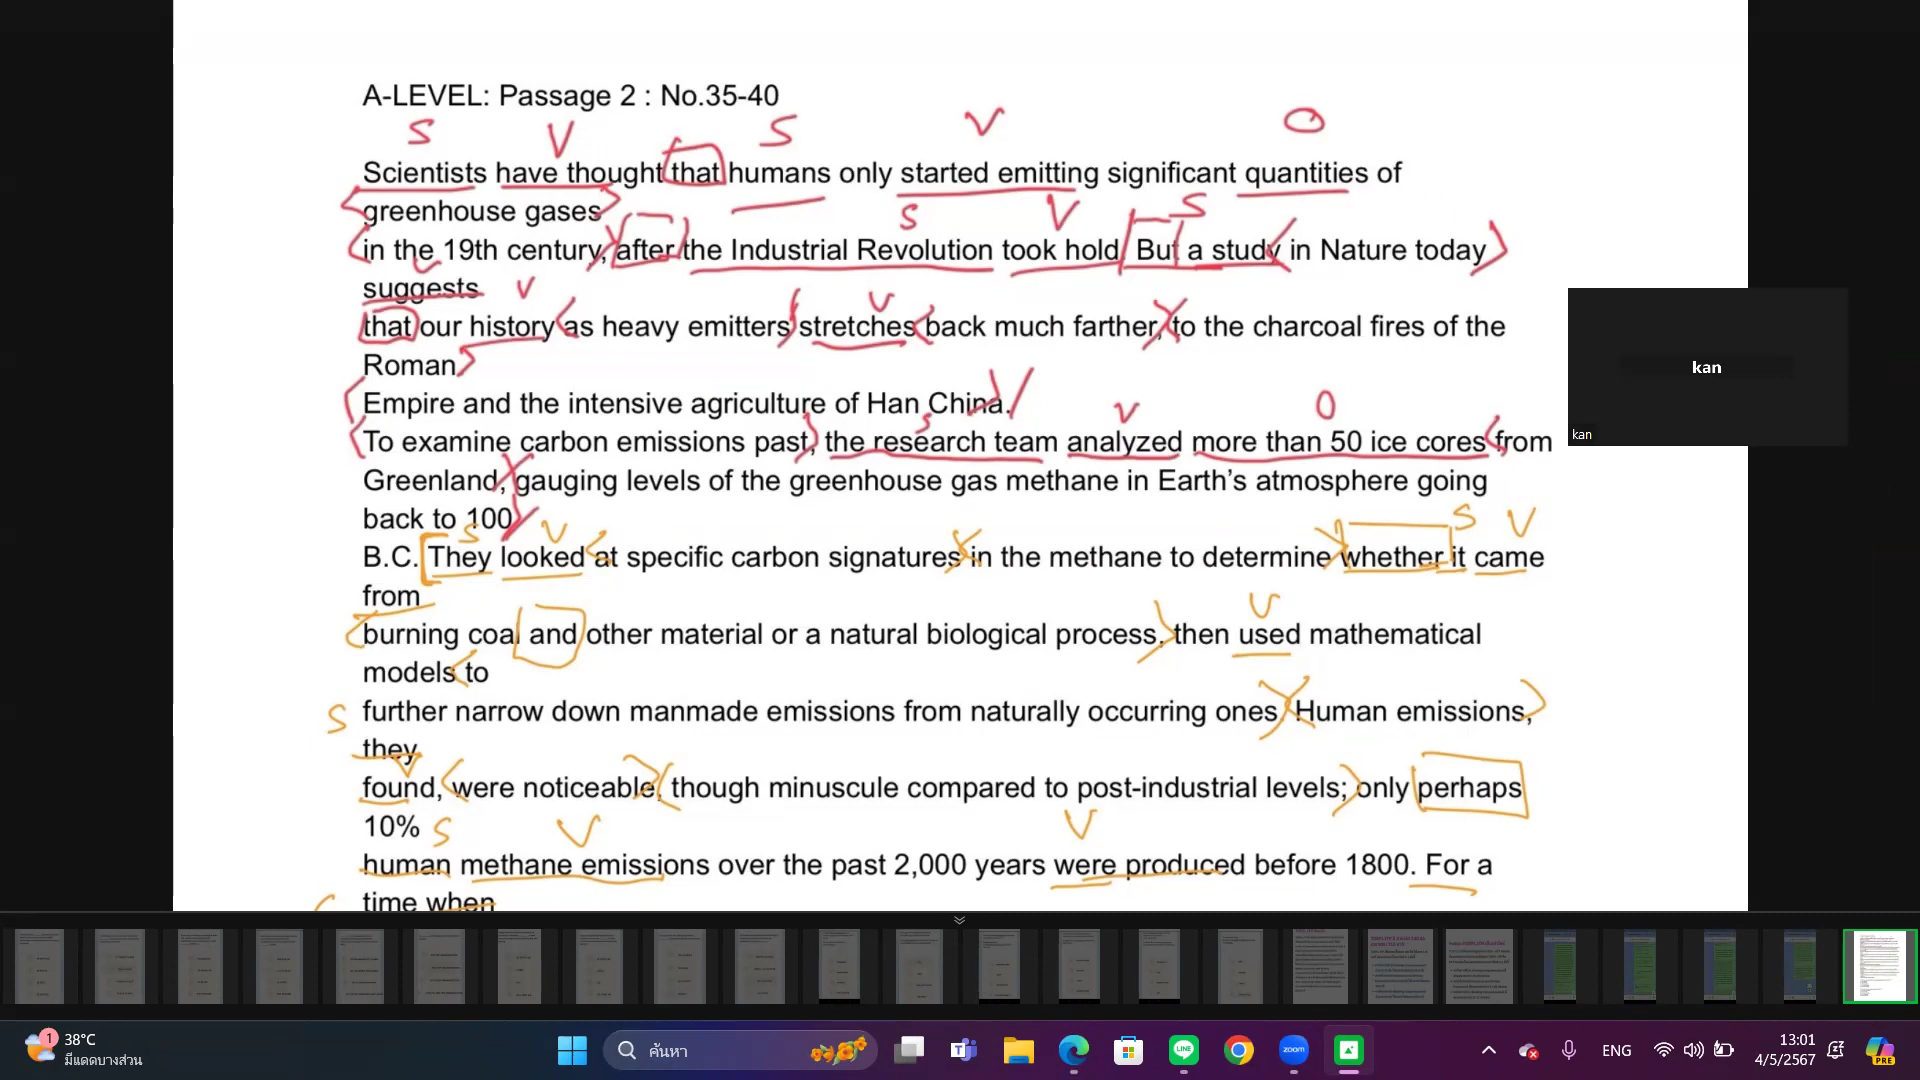 A-LEVEL: Passage 2 : No.35-40
S V S V O
Scientists have thought that humans only started emitting significant quantities of
greenhouse gases
S V S
in the 19th century, after the Industrial Revolution took hold. But a study in Nature today
V
suggests
V V
that our history as heavy emitters stretches back much farther, to the charcoal fires of the
Roman
Empire and the intensive agriculture of Han China.
S V O
To examine carbon emissions past, the research team analyzed more than 50 ice cores from
Greenland, gauging levels of the greenhouse gas methane in Earth's atmosphere going
back to 100
S V S V
B.C. They looked at specific carbon signatures in the methane to determine whether it came
from
V
burning coal and other material or a natural biological process, then used mathematical
models to
S further narrow down manmade emissions from naturally occurring ones. Human emissions,
they
V
found, were noticeable, though minuscule compared to post-industrial levels; only perhaps
10%
S V V
human methane emissions over the past 2,000 years were produced before 1800. For a
time when
kan
kan
1
38°C
มีแดดบางส่วน
ค้นหา
LINE
zoom
ENG
13:01
4/5/2567
PRE